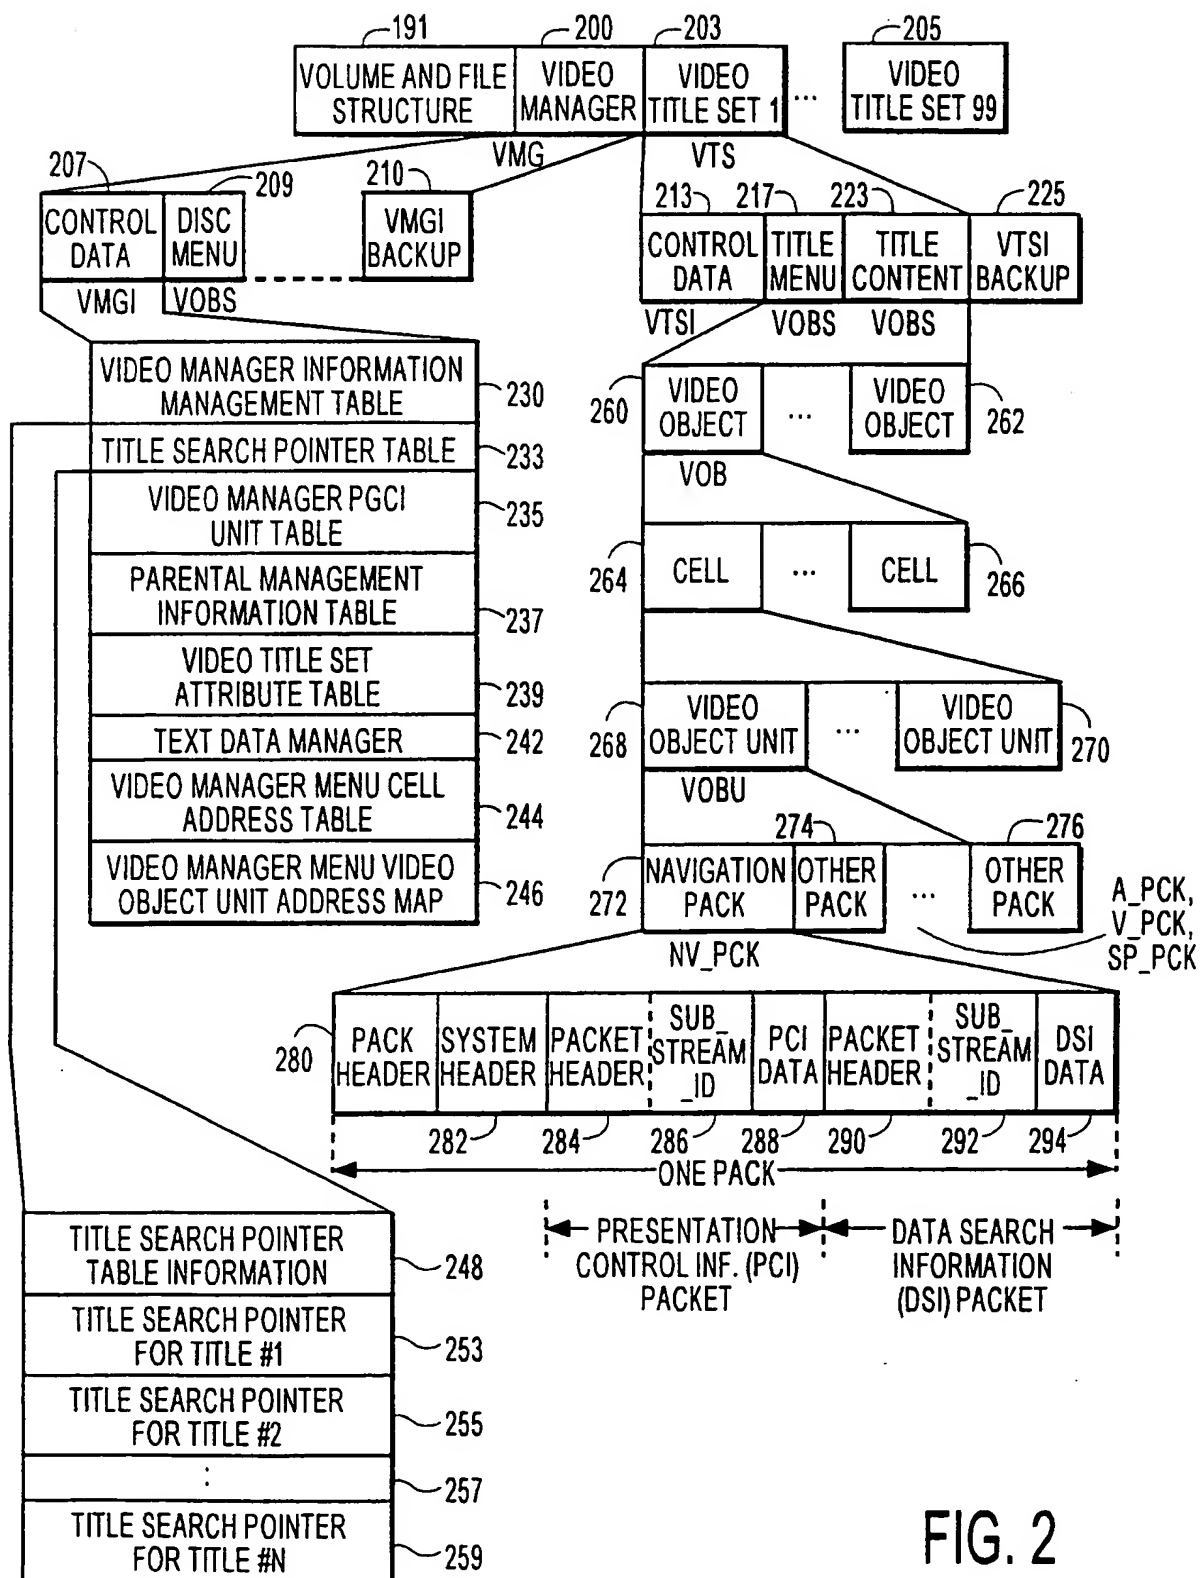 191
200
203
205
VOLUME AND FILE
STRUCTURE
VIDEO
MANAGER
VIDEO
TITLE SET 1
...
VIDEO
TITLE SET 99
VMG
VTS
207
209
210
CONTROL
DATA
DISC
MENU
VMGI
BACKUP
VMGI
VOBS
213
217
223
225
CONTROL
DATA
TITLE
MENU
TITLE
CONTENT
VTSI
BACKUP
VTSI
VOBS
VOBS
VIDEO MANAGER INFORMATION
MANAGEMENT TABLE
230
TITLE SEARCH POINTER TABLE
233
VIDEO MANAGER PGCI
UNIT TABLE
235
PARENTAL MANAGEMENT
INFORMATION TABLE
237
VIDEO TITLE SET
ATTRIBUTE TABLE
239
TEXT DATA MANAGER
242
VIDEO MANAGER MENU CELL
ADDRESS TABLE
244
VIDEO MANAGER MENU VIDEO
OBJECT UNIT ADDRESS MAP
246
260
VIDEO
OBJECT
...
VIDEO
OBJECT
262
VOB
264
CELL
...
CELL
266
268
VIDEO
OBJECT UNIT
...
VIDEO
OBJECT UNIT
270
VOBU
274
276
272
NAVIGATION
PACK
OTHER
PACK
...
OTHER
PACK
A_PCK,
V_PCK,
SP_PCK
NV_PCK
280
PACK
HEADER
SYSTEM
HEADER
PACKET
HEADER
SUB_
STREAM
_ID
PCI
DATA
PACKET
HEADER
SUB_
STREAM
_ID
DSI
DATA
282
284
286
288
290
292
294
ONE PACK
PRESENTATION
CONTROL INF. (PCI)
PACKET
DATA SEARCH
INFORMATION
(DSI) PACKET
TITLE SEARCH POINTER
TABLE INFORMATION
248
TITLE SEARCH POINTER
FOR TITLE #1
253
TITLE SEARCH POINTER
FOR TITLE #2
255
:
257
TITLE SEARCH POINTER
FOR TITLE #N
259
FIG. 2